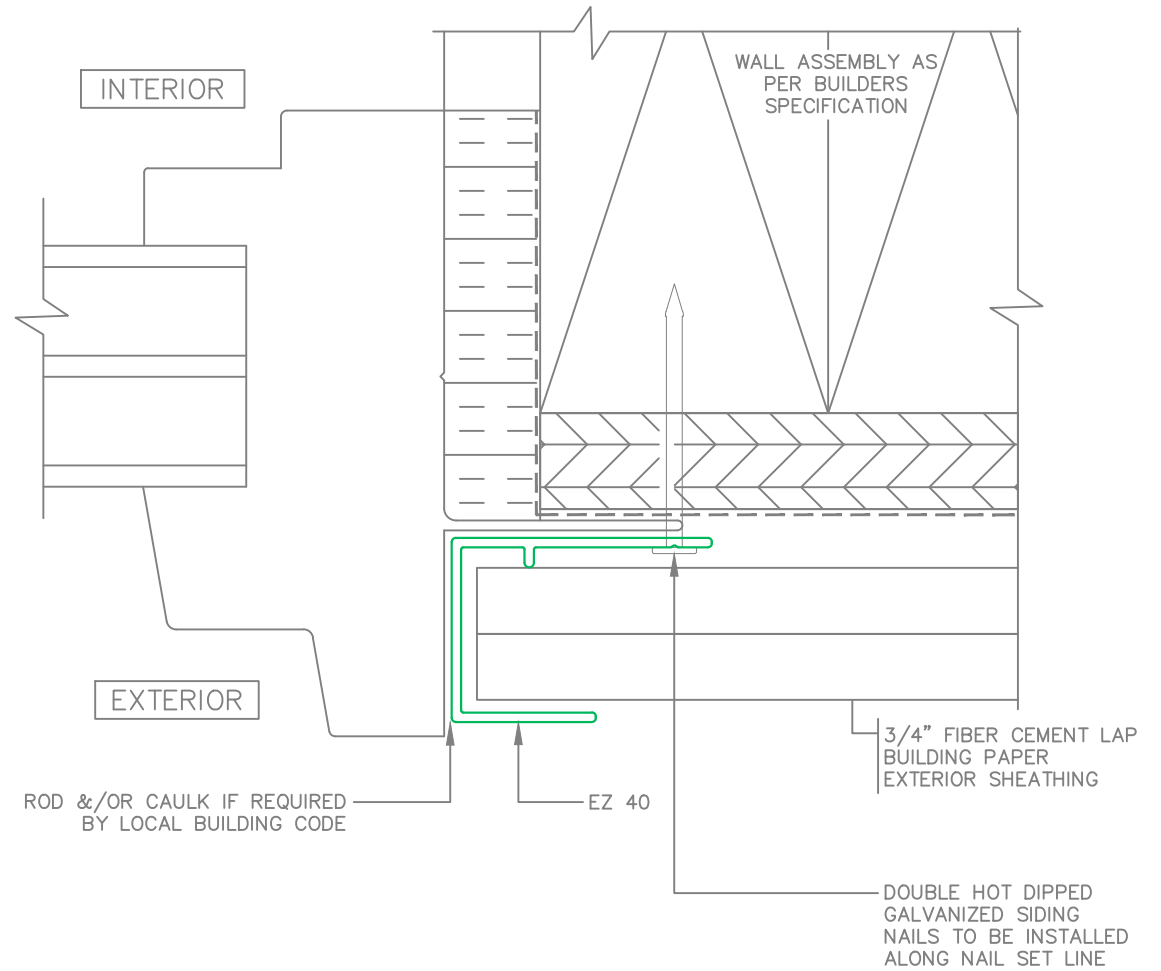 INTERIOR
WALL ASSEMBLY AS
PER BUILDERS
SPECIFICATION
EXTERIOR
3/4" FIBER CEMENT LAP
BUILDING PAPER
EXTERIOR SHEATHING
ROD &/OR CAULK IF REQUIRED
BY LOCAL BUILDING CODE
EZ 40
DOUBLE HOT DIPPED
GALVANIZED SIDING
NAILS TO BE INSTALLED
ALONG NAIL SET LINE